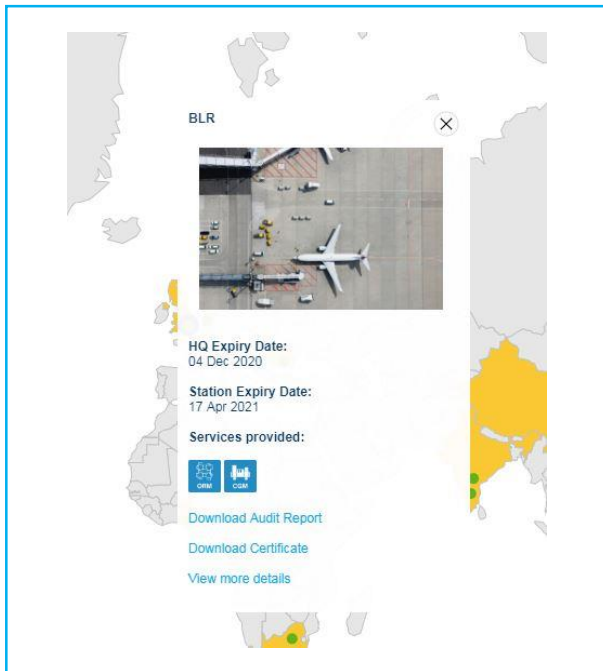 BLR
HQ Expiry Date:
04 Dec 2020
Station Expiry Date:
17 Apr 2021
Services provided:
ORM CGM
Download Audit Report
Download Certificate
View more details